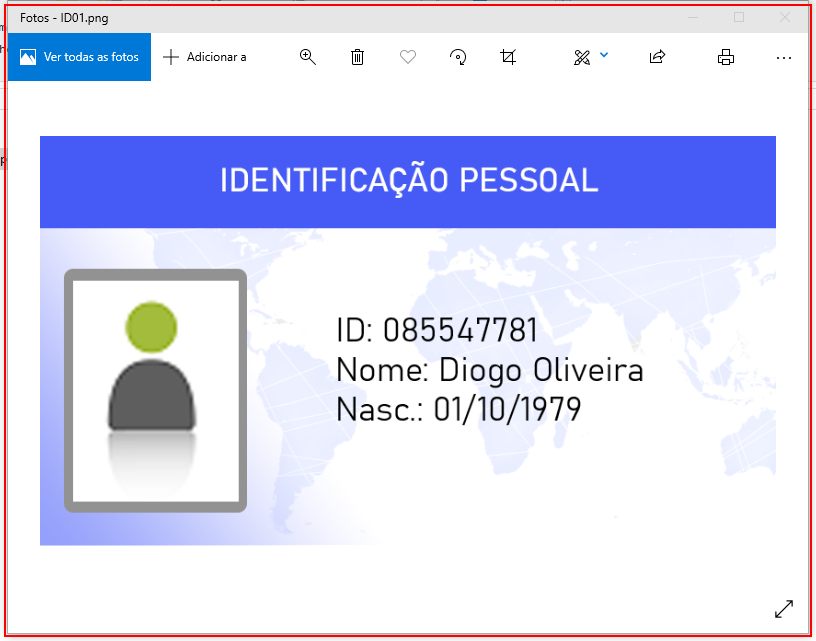 Fotos - ID01.png
Ver todas as fotos
Adicionar a
IDENTIFICAÇÃO PESSOAL
ID: 085547781
Nome: Diogo Oliveira
Nasc.: 01/10/1979